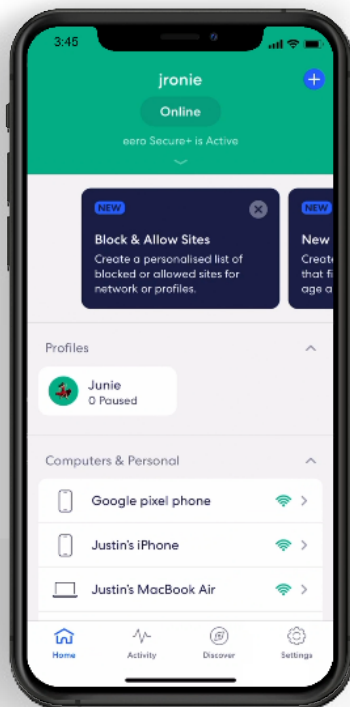 3:45
jronie
Online
eero Secure+ is Active
NEW
Block & Allow Sites
Create a personalised list of
blocked or allowed sites for
network or profiles.
NEW
New
Create
that fi
age a
Profiles
Junie
0 Paused
Computers & Personal
Google pixel phone
Justin's iPhone
Justin's MacBook Air
Home
Activity
Discover
Settings